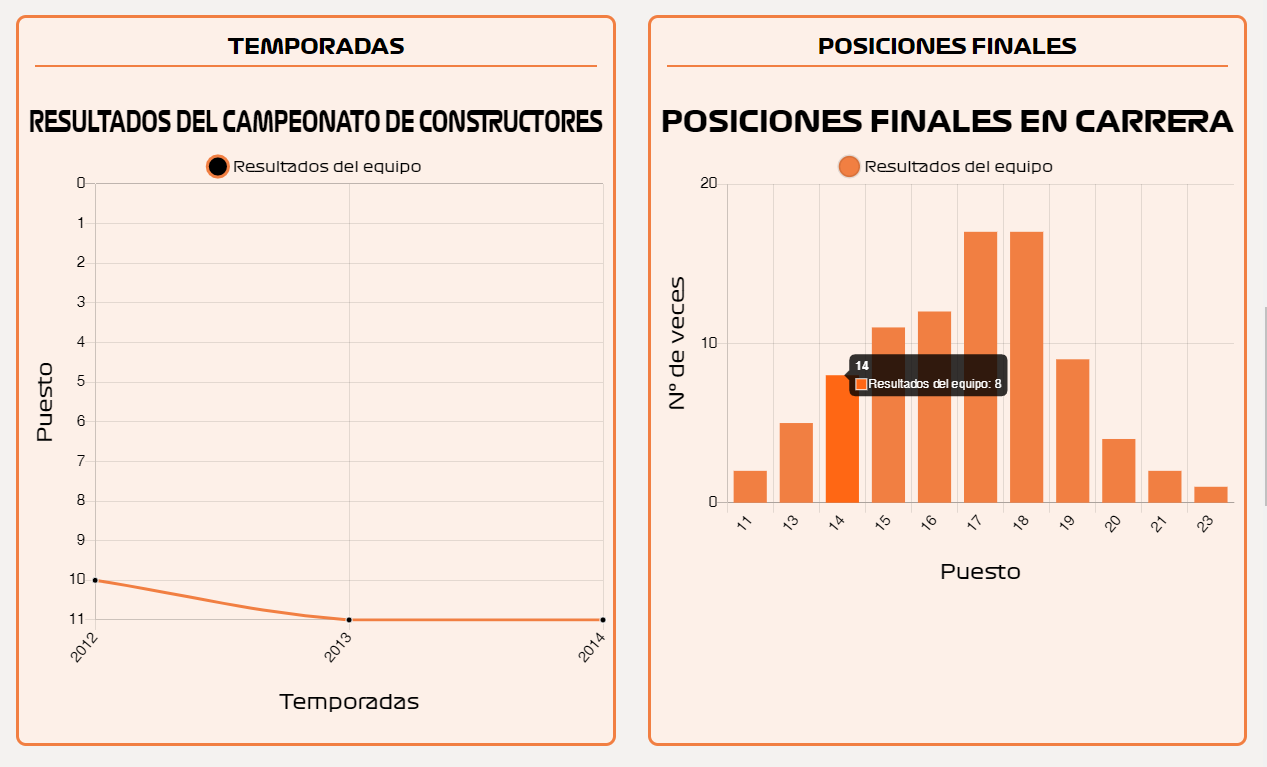 TEMPORADAS
RESULTADOS DEL CAMPEONATO DE CONSTRUCTORES
Resultados del equipo
0
1
2
3
4
5
6
7
8
9
10
11
Puesto
2012
2013
2014
Temporadas
POSICIONES FINALES
POSICIONES FINALES EN CARRERA
Resultados del equipo
20
10
0
Nº de veces
14
Resultados del equipo: 8
11
13
14
15
16
17
18
19
20
21
23
Puesto